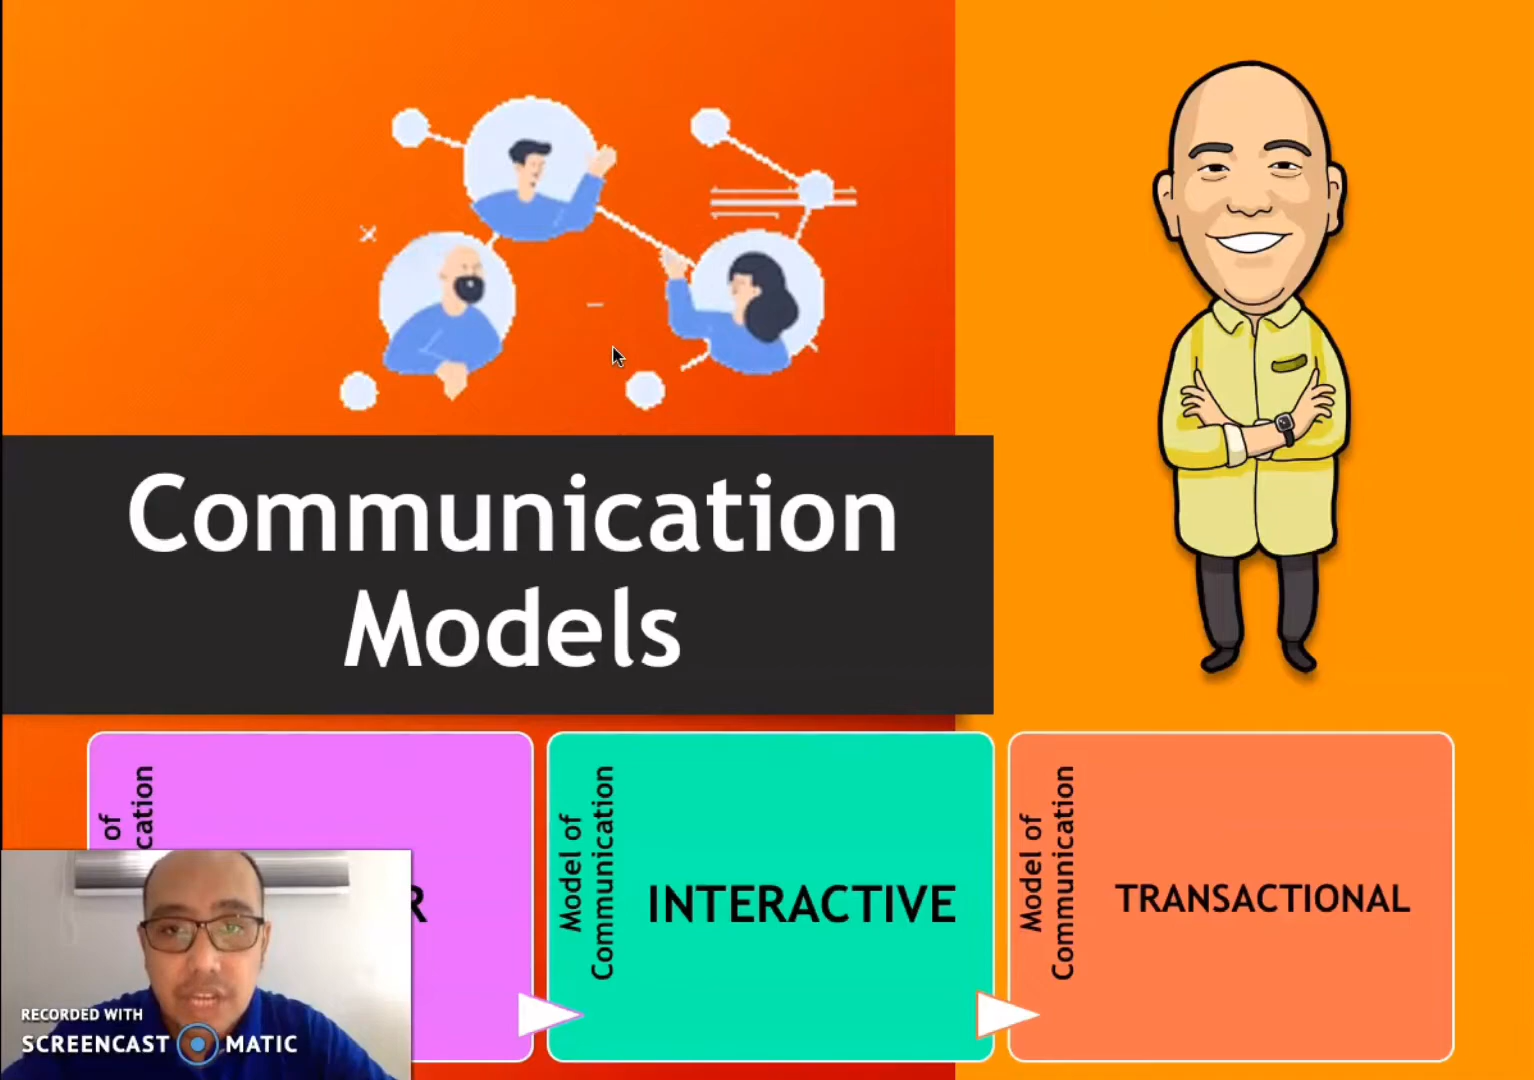 Communication
Models
of
cation
R
Model of
Communication
INTERACTIVE
Model of
Communication
TRANSACTIONAL
RECORDED WITH
SCREENCAST MATIC